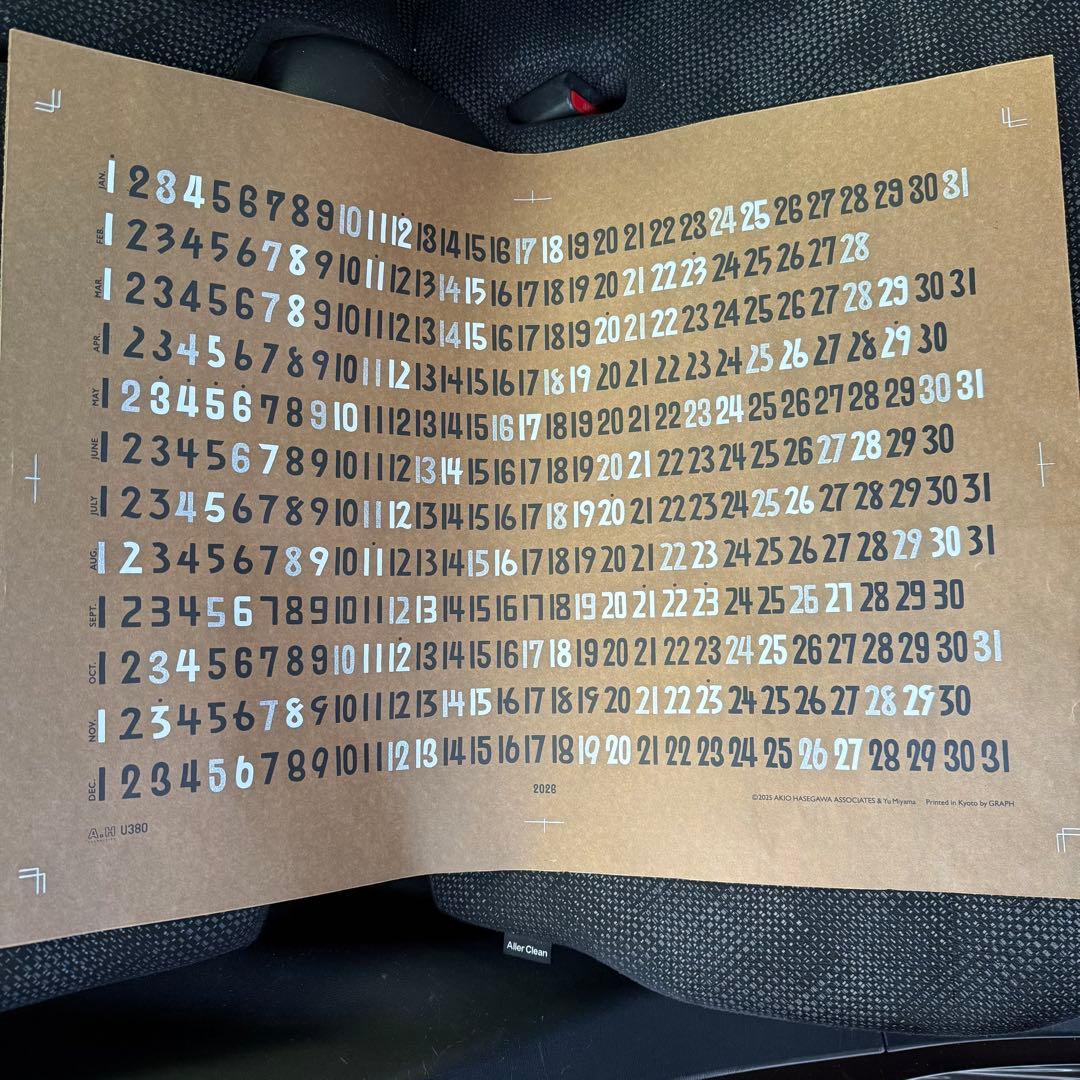 JAN. 1 2 3 4 5 6 7 8 9 10 11 12 13 14 15 16 17 18 19 20 21 22 23 24 25 26 27 28 29 30 31
FEB. 1 2 3 4 5 6 7 8 9 10 11 12 13 14 15 16 17 18 19 20 21 22 23 24 25 26 27 28
MAR. 1 2 3 4 5 6 7 8 9 10 11 12 13 14 15 16 17 18 19 20 21 22 23 24 25 26 27 28 29 30 31
APR. 1 2 3 4 5 6 7 8 9 10 11 12 13 14 15 16 17 18 19 20 21 22 23 24 25 26 27 28 29 30
MAY 1 2 3 4 5 6 7 8 9 10 11 12 13 14 15 16 17 18 19 20 21 22 23 24 25 26 27 28 29 30 31
JUNE 1 2 3 4 5 6 7 8 9 10 11 12 13 14 15 16 17 18 19 20 21 22 23 24 25 26 27 28 29 30
JULY 1 2 3 4 5 6 7 8 9 10 11 12 13 14 15 16 17 18 19 20 21 22 23 24 25 26 27 28 29 30 31
AUG. 1 2 3 4 5 6 7 8 9 10 11 12 13 14 15 16 17 18 19 20 21 22 23 24 25 26 27 28 29 30 31
SEPT. 1 2 3 4 5 6 7 8 9 10 11 12 13 14 15 16 17 18 19 20 21 22 23 24 25 26 27 28 29 30
OCT. 1 2 3 4 5 6 7 8 9 10 11 12 13 14 15 16 17 18 19 20 21 22 23 24 25 26 27 28 29 30 31
NOV. 1 2 3 4 5 6 7 8 9 10 11 12 13 14 15 16 17 18 19 20 21 22 23 24 25 26 27 28 29 30
DEC. 1 2 3 4 5 6 7 8 9 10 11 12 13 14 15 16 17 18 19 20 21 22 23 24 25 26 27 28 29 30 31
2026
©2025 AKIO HASEGAWA ASSOCIATES & Yu Miyama Printed in Kyoto by GRAPH
A.H U380
Aller Clean